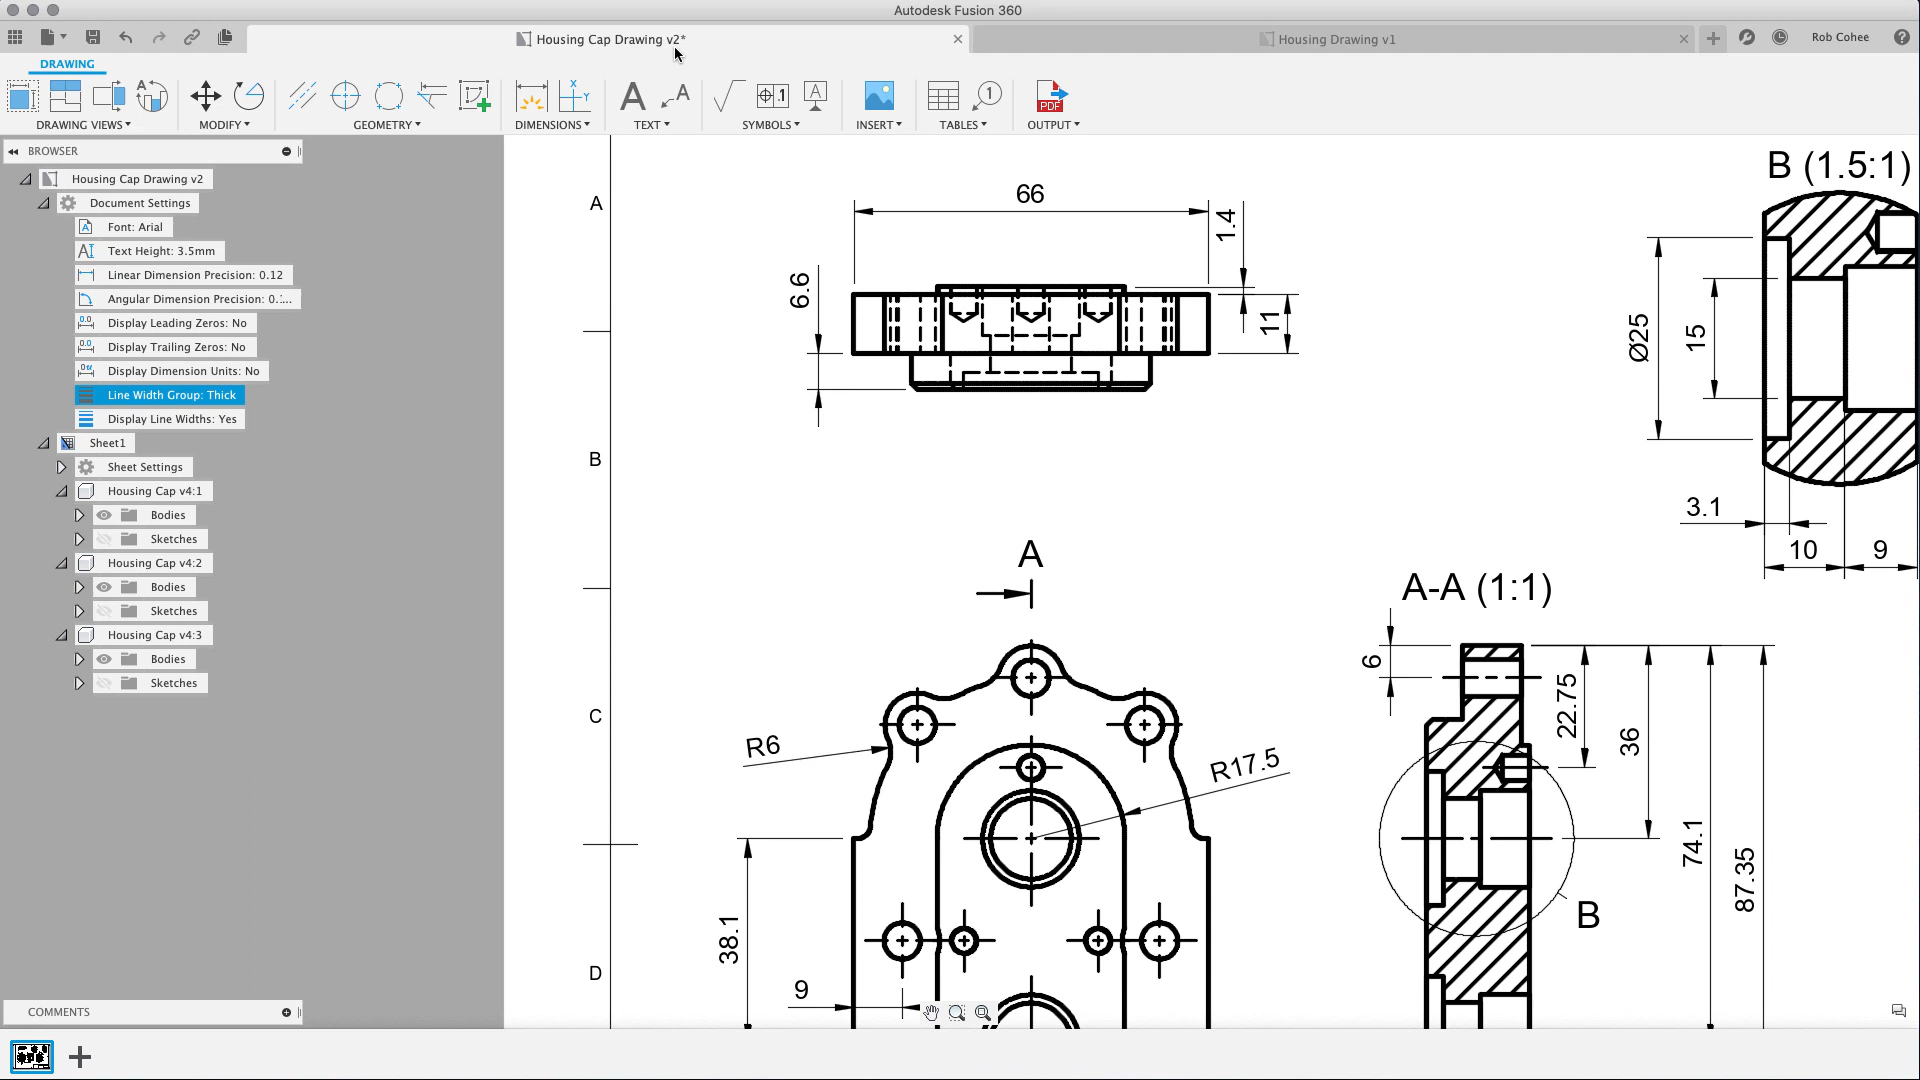 Autodesk Fusion 360
Housing Cap Drawing v2*
Housing Drawing v1
Rob Cohee
DRAWING
DRAWING VIEWS
MODIFY
GEOMETRY
DIMENSIONS
TEXT
SYMBOLS
INSERT
TABLES
OUTPUT
PDF
BROWSER
Housing Cap Drawing v2
Document Settings
Font: Arial
Text Height: 3.5mm
Linear Dimension Precision: 0.12
Angular Dimension Precision: 0.:...
Display Leading Zeros: No
Display Trailing Zeros: No
Display Dimension Units: No
Line Width Group: Thick
Display Line Widths: Yes
Sheet1
Sheet Settings
Housing Cap v4:1
Bodies
Sketches
Housing Cap v4:2
Bodies
Sketches
Housing Cap v4:3
Bodies
Sketches
COMMENTS
A
B
C
D
66
1.4
6.6
11
B (1.5:1)
Ø25
15
3.1
10
9
A
A-A (1:1)
6
22.75
36
74.1
87.35
B
R6
R17.5
38.1
9